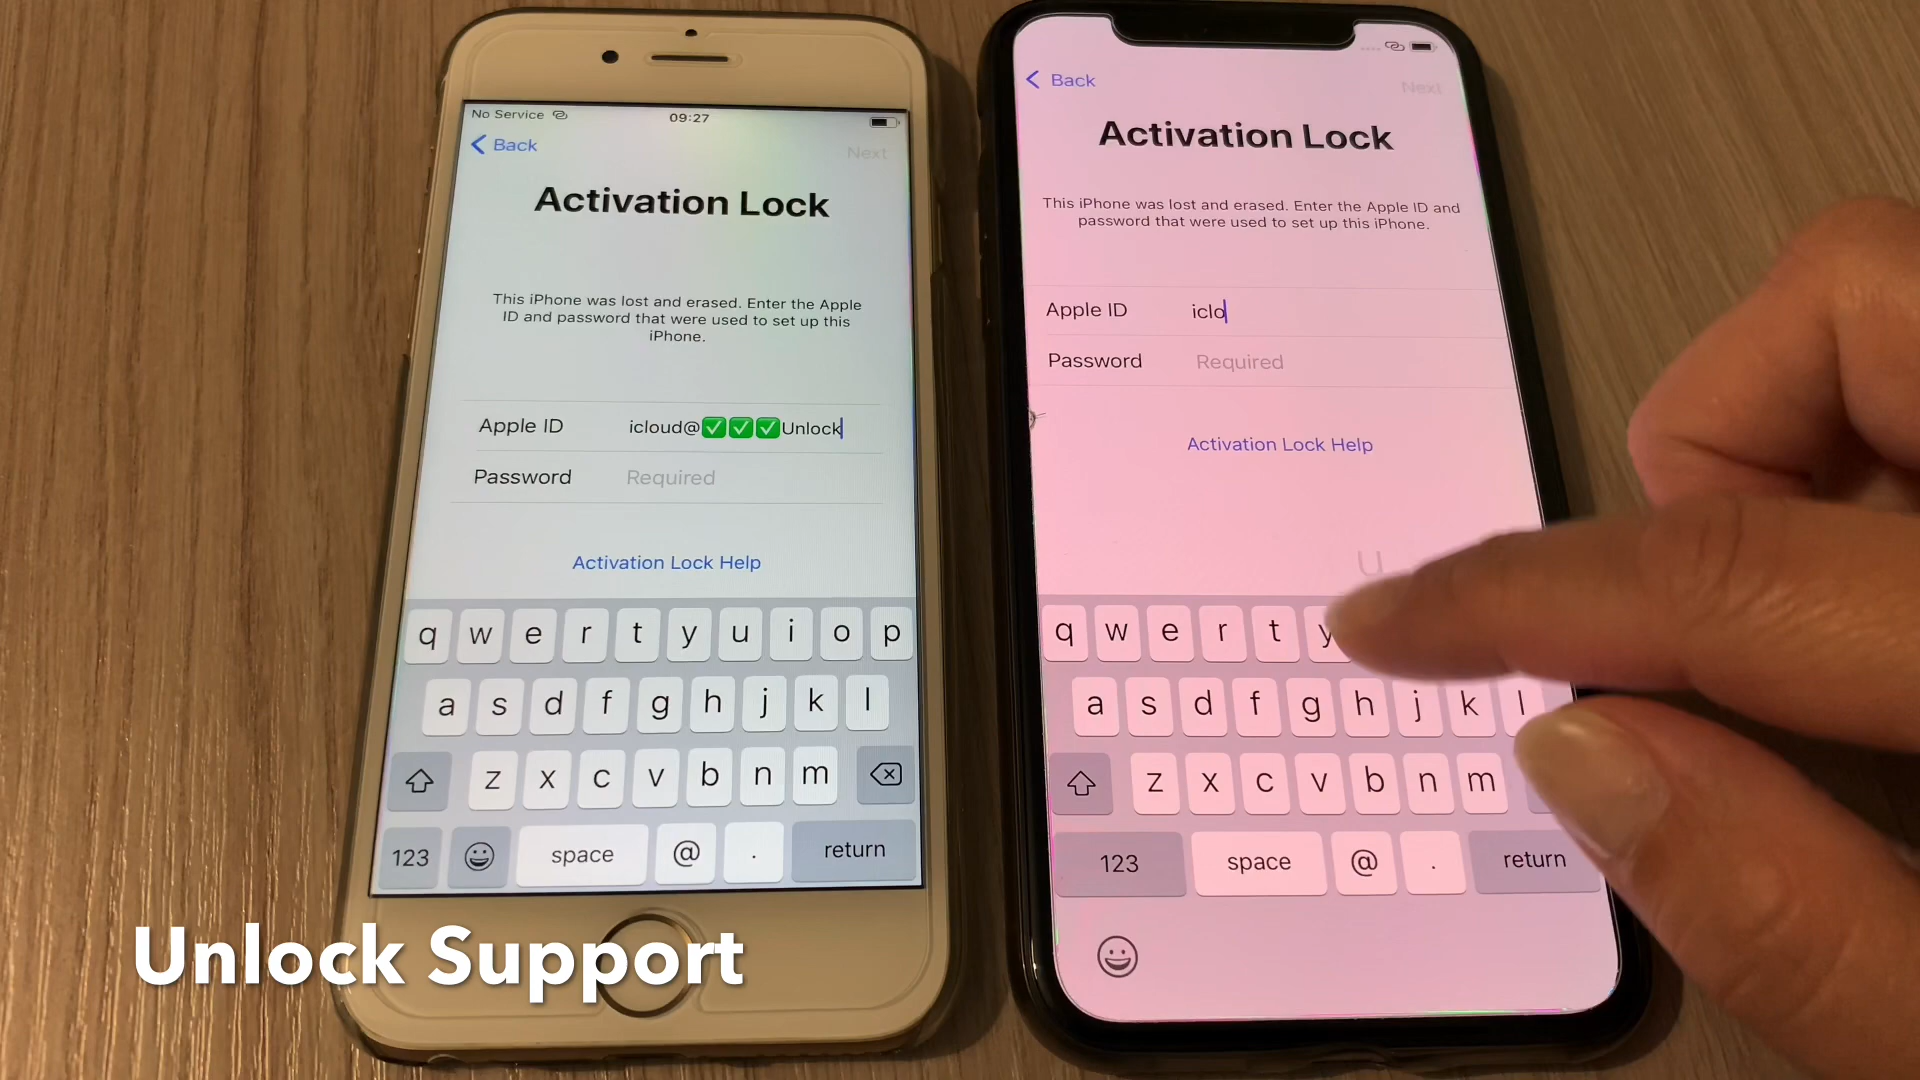 No Service
09:27
Back
Next
Activation Lock
This iPhone was lost and erased. Enter the Apple
ID and password that were used to set up this
iPhone.
Apple ID icloud@✅✅✅Unlock
Password Required
Activation Lock Help
q w e r t y u i o p
a s d f g h j k l
z x c v b n m
123 space @ . return
Back
Next
Activation Lock
This iPhone was lost and erased. Enter the Apple ID and
password that were used to set up this iPhone.
Apple ID iclo
Password Required
Activation Lock Help
U
q w e r t y
a s d f g h j k l
z x c v b n m
123 space @ . return
Unlock Support